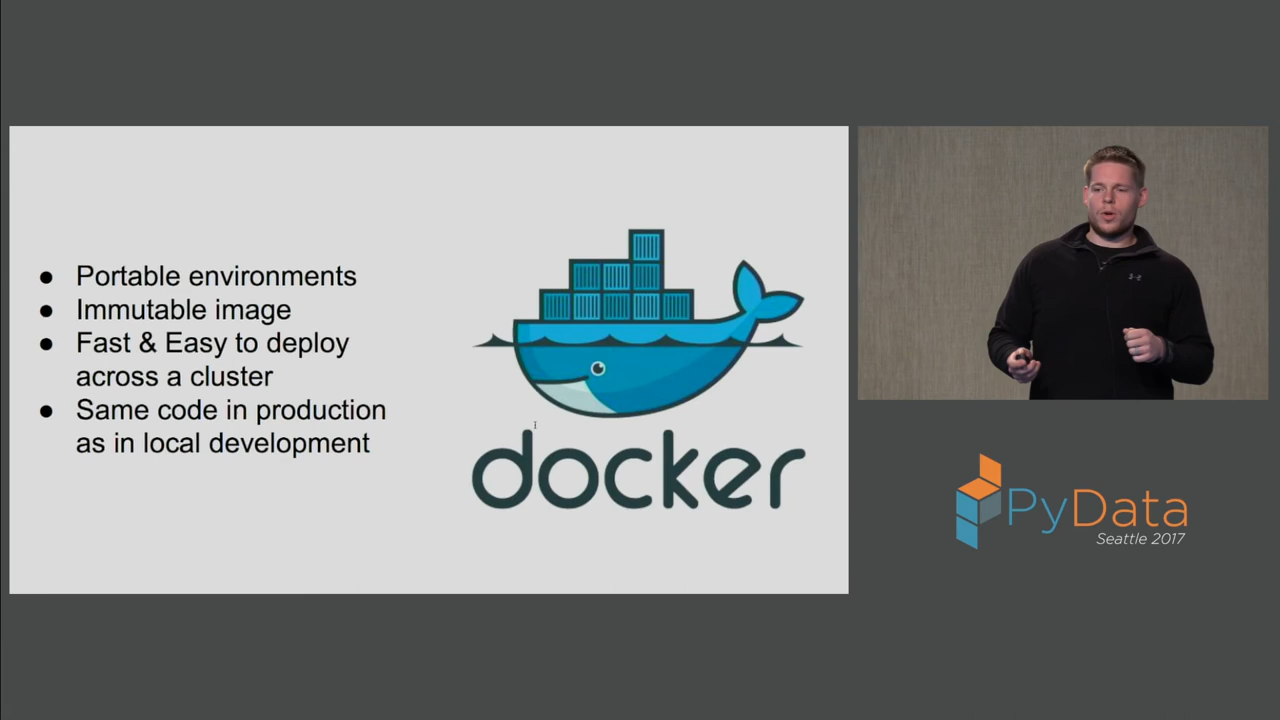 ● Portable environments
● Immutable image
● Fast & Easy to deploy
across a cluster
● Same code in production
as in local development
docker
PyData
Seattle 2017